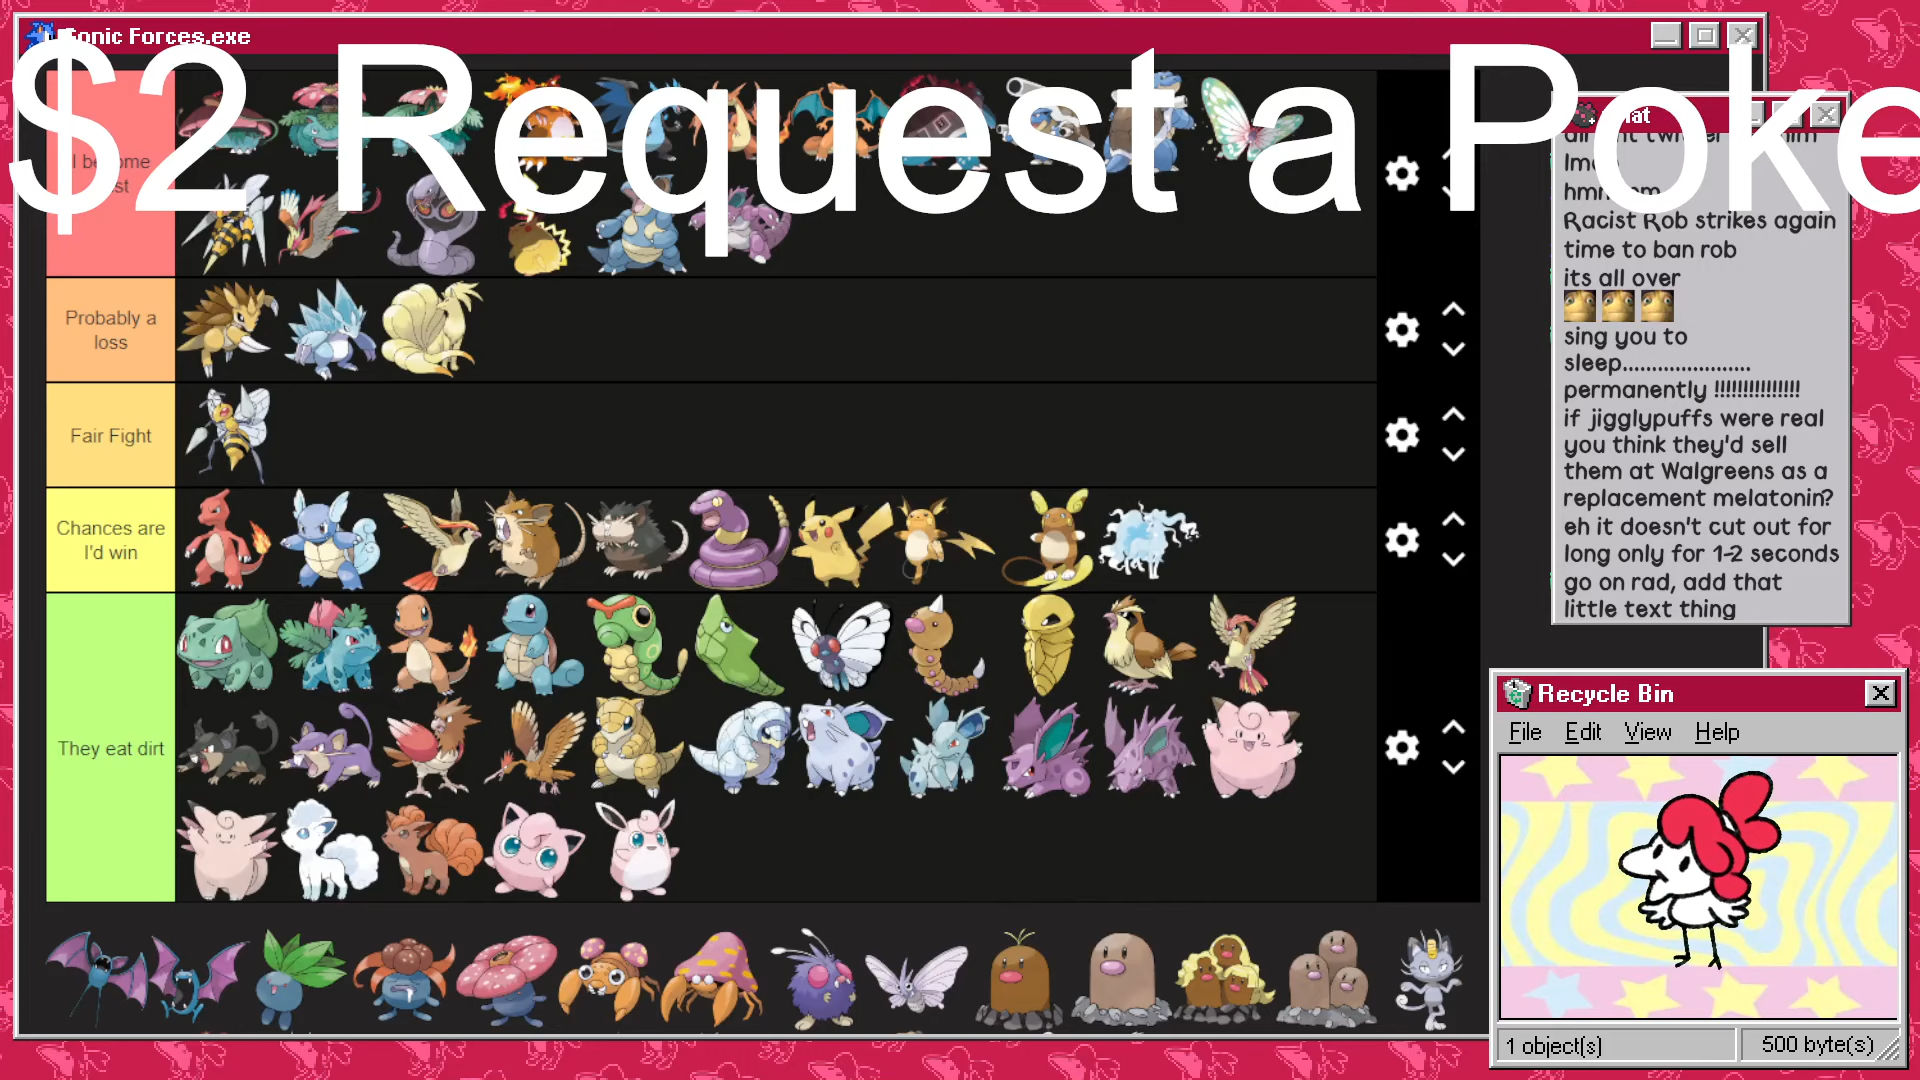 Sonic Forces.exe
$2 Request a Poke
Probably a
loss
Fair Fight
Chances are
I'd win
They eat dirt
Racist Rob strikes again
time to ban rob
its all over
sing you to
sleep......................
permanently !!!!!!!!!!!!!!!
if jigglypuffs were real
you think they'd sell
them at Walgreens as a
replacement melatonin?
eh it doesn't cut out for
long only for 1-2 seconds
go on rad, add that
little text thing
Recycle Bin
File Edit View Help
1 object(s)
500 byte(s)